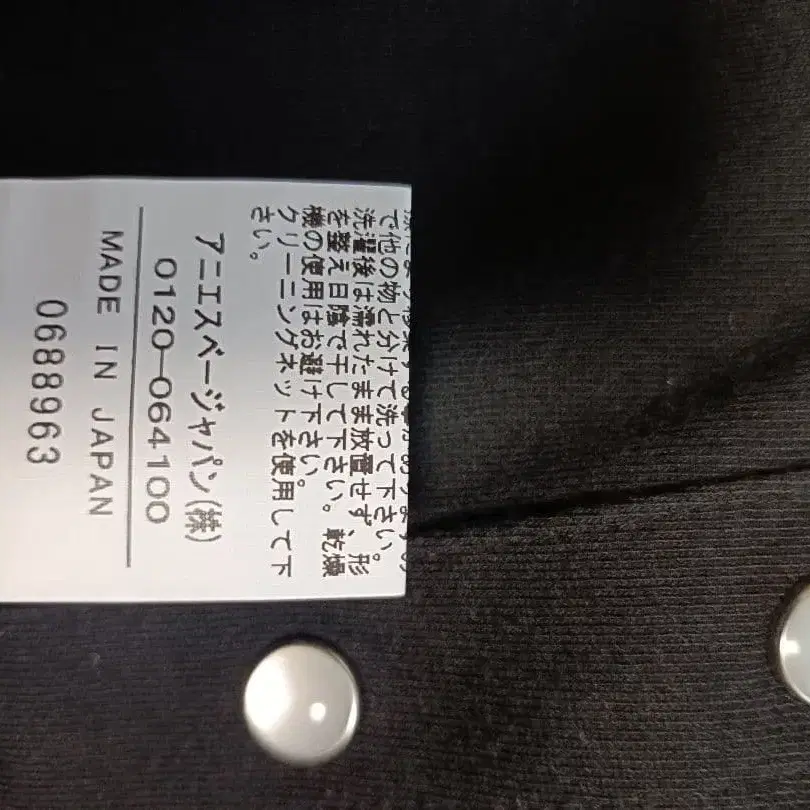 で他の物と分けて洗って下さい。
洗濯後は濡れたまま放置せず、形
を整え日陰で干して下さい。乾燥
機の使用はお避け下さい。
クリーニングネットを使用して下
さい。
アニエスベージャパン(株)
0120-064100
MADE IN JAPAN
0688963